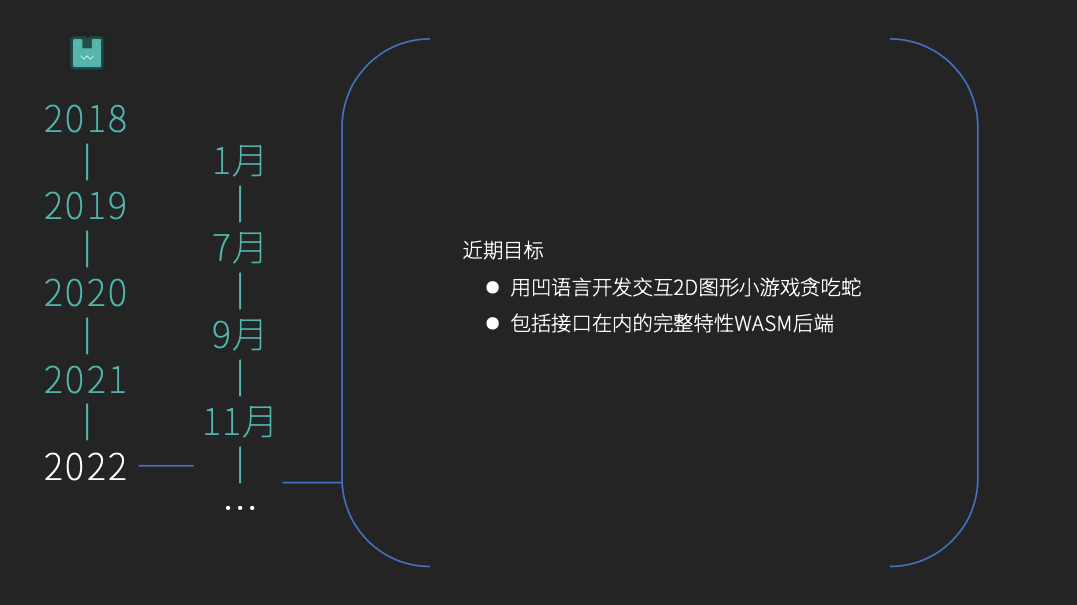 2018
2019
2020
2021
2022
1月
7月
9月
11月
...
近期目标
● 用凹语言开发交互2D图形小游戏贪吃蛇
● 包括接口在内的完整特性WASM后端